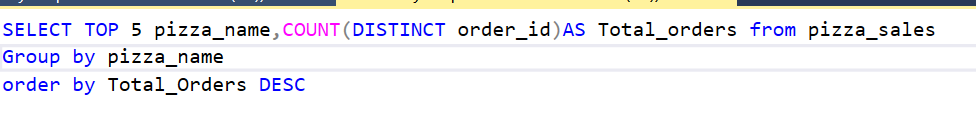 SELECT TOP 5 pizza_name,COUNT(DISTINCT order_id)AS Total_orders from pizza_sales
Group by pizza_name
order by Total_Orders DESC